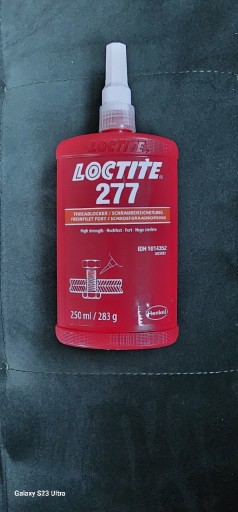 LOCTITE®
277
THREADLOCKER / SCHRAUBENSICHERUNG
FREINFILET FORT /
High strength - Hochfest - Fort -
IDH 1014352
250 ml / 283 g
Henkel
Galaxy S23 Ultra